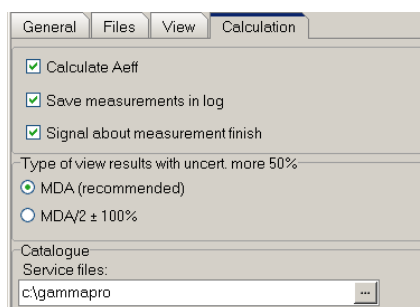 General Files View Calculation
Calculate Aeff
Save measurements in log
Signal about measurement finish
Type of view results with uncert. more 50%
MDA (recommended)
MDA/2 ± 100%
Catalogue
Service files:
c:\gammapro ...